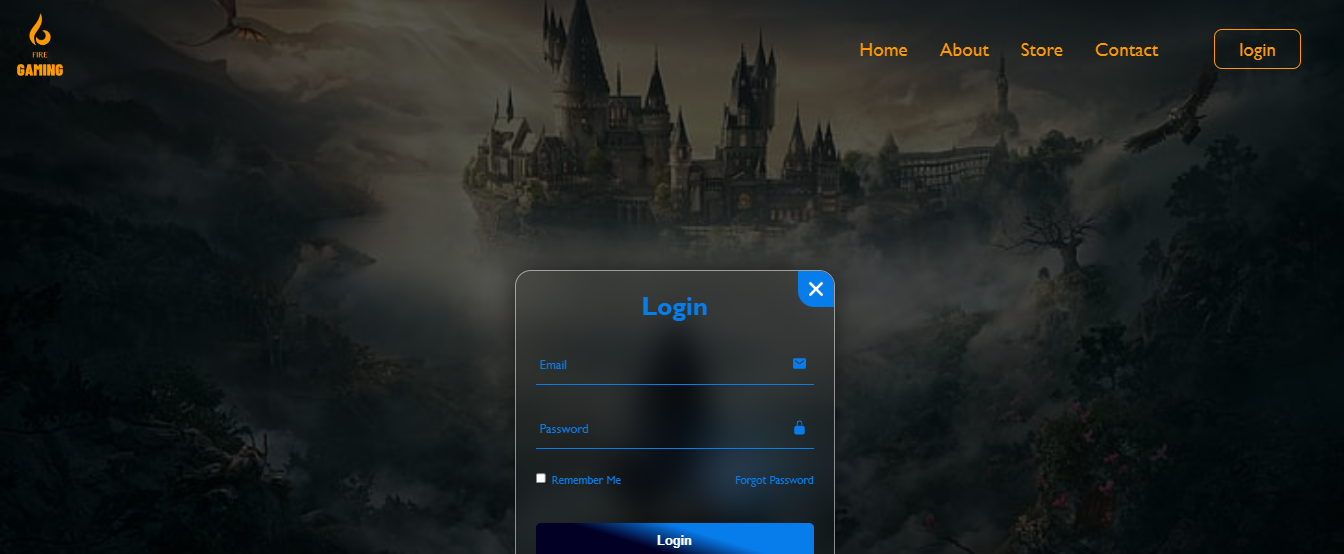 FIRE
GAMING
Home About Store Contact login
Login
Email
Password
Remember Me Forgot Password
Login